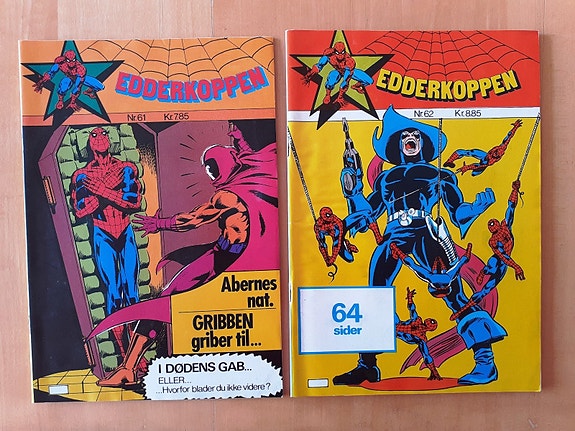 EDDERKOPPEN
Nr.61 Kr.7.85
Abernes
nat.
GRIBBEN
griber til...
I DØDENS GAB...
ELLER...
...Hvorfor blader du ikke videre?
EDDERKOPPEN
Nr.62 Kr.8.85
64
sider